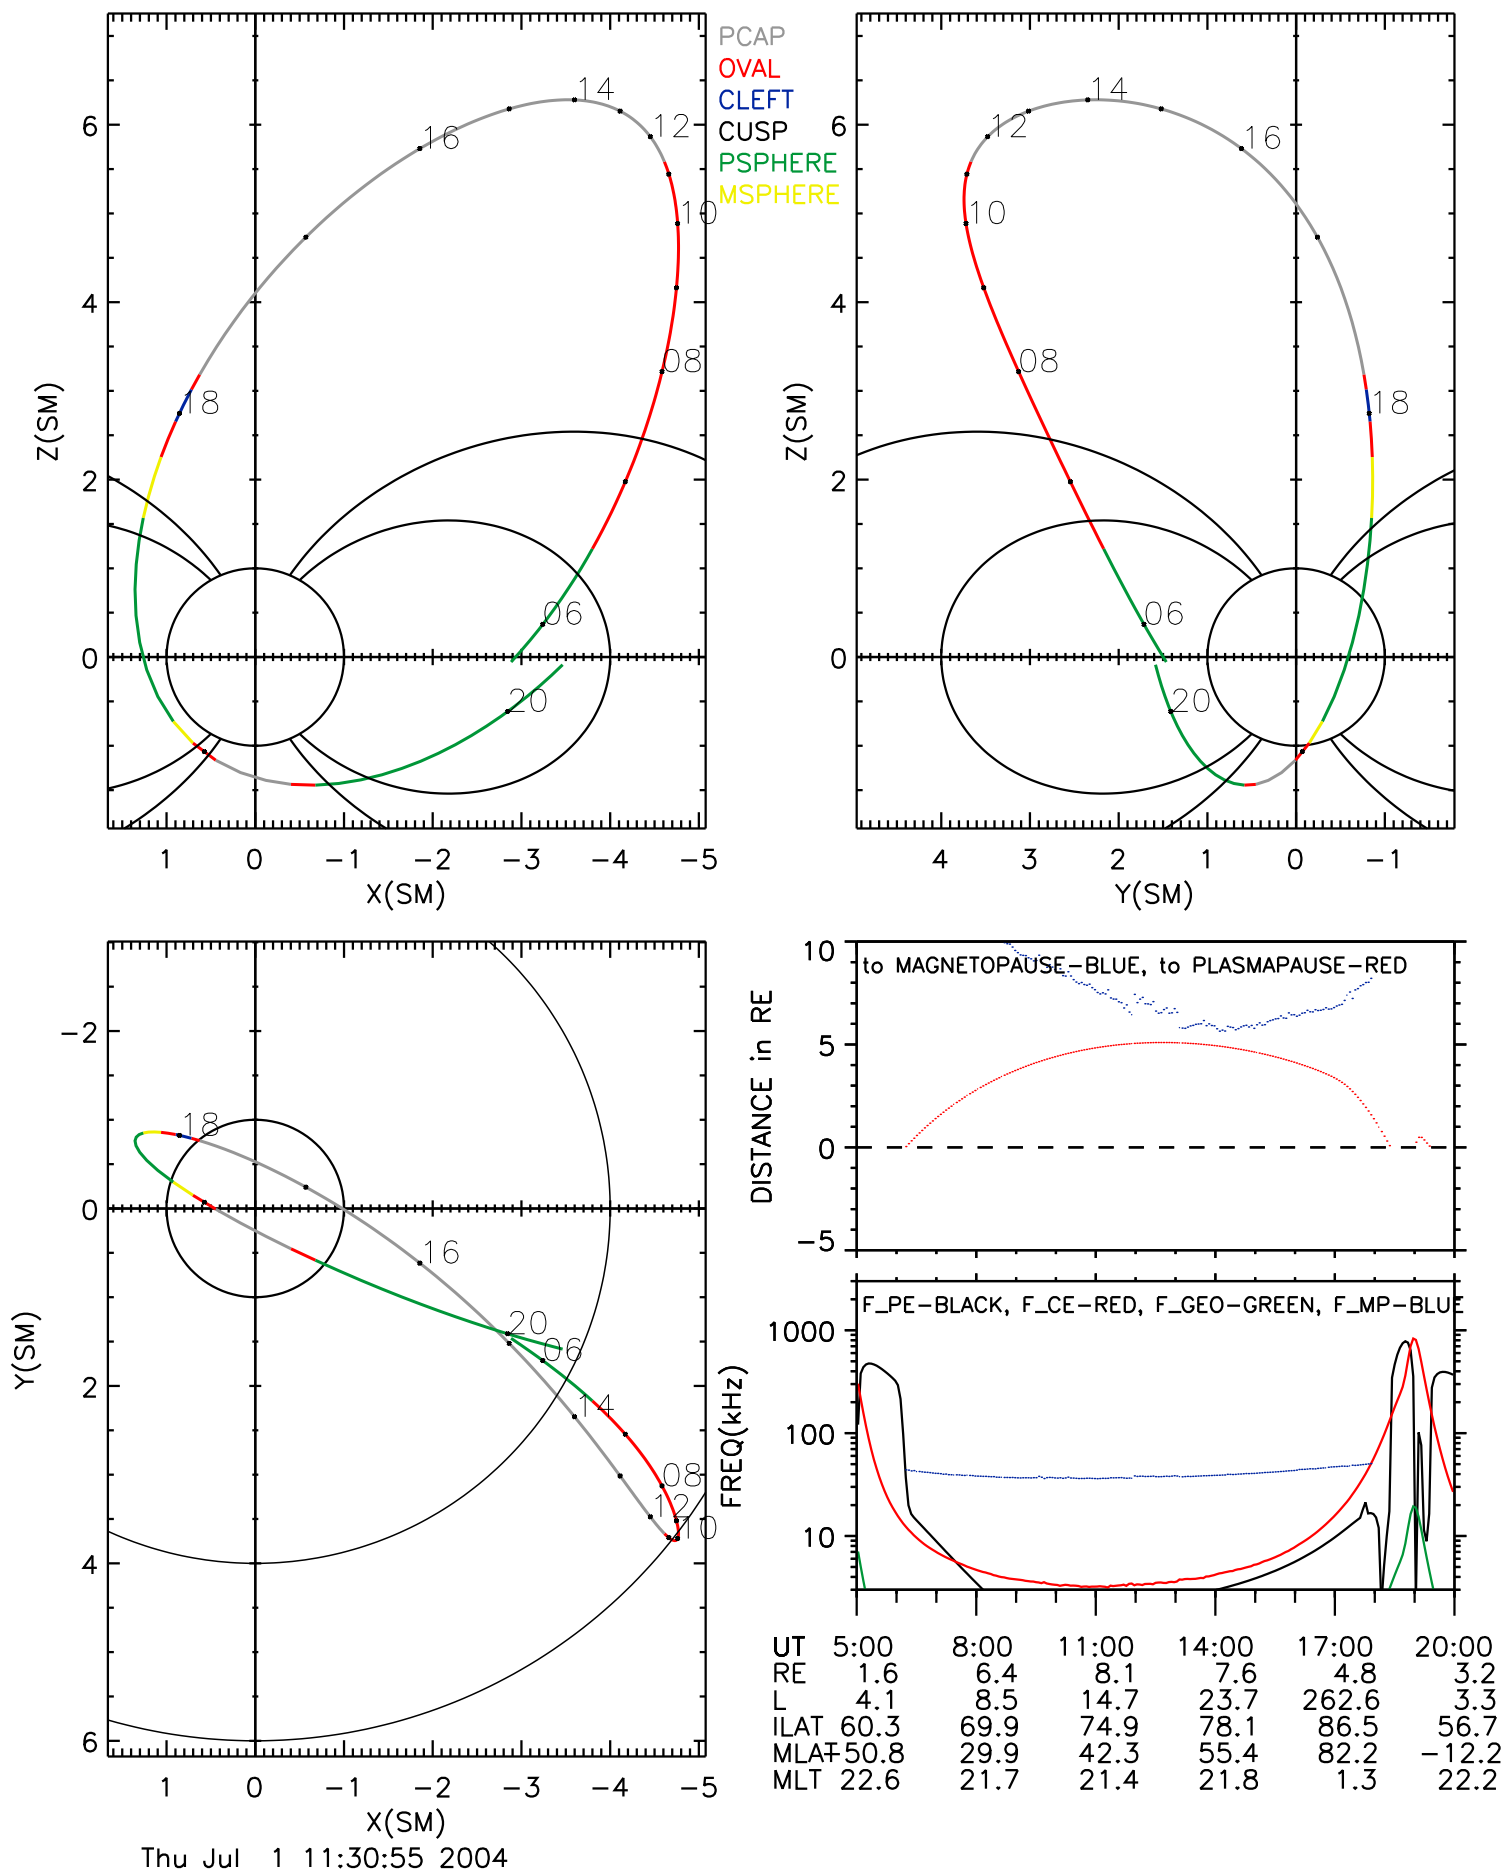 PCAP
OVAL
CLEFT
CUSP
PSPHERE
MSPHERE
6
4
2
0
Z(SM)
1 0 -1 -2 -3 -4 -5
X(SM)
16
14
12
10
08
06
18
20
6
4
2
0
Z(SM)
4 3 2 1 0 -1
Y(SM)
12
14
16
10
08
06
18
20
-2
0
2
4
6
Y(SM)
1 0 -1 -2 -3 -4 -5
X(SM)
18
16
20
06
14
08
12
10
10
5
0
-5
DISTANCE in RE
to MAGNETOPAUSE-BLUE, to PLASMAPAUSE-RED
1000
100
10
FREQ(kHz)
F_PE-BLACK, F_CE-RED, F_GEO-GREEN, F_MP-BLUE
UT 5:00 8:00 11:00 14:00 17:00 20:00
RE 1.6 6.4 8.1 7.6 4.8 3.2
L 4.1 8.5 14.7 23.7 262.6 3.3
ILAT 60.3 69.9 74.9 78.1 86.5 56.7
MLAT-50.8 29.9 42.3 55.4 82.2 -12.2
MLT 22.6 21.7 21.4 21.8 1.3 22.2
Thu Jul 1 11:30:55 2004